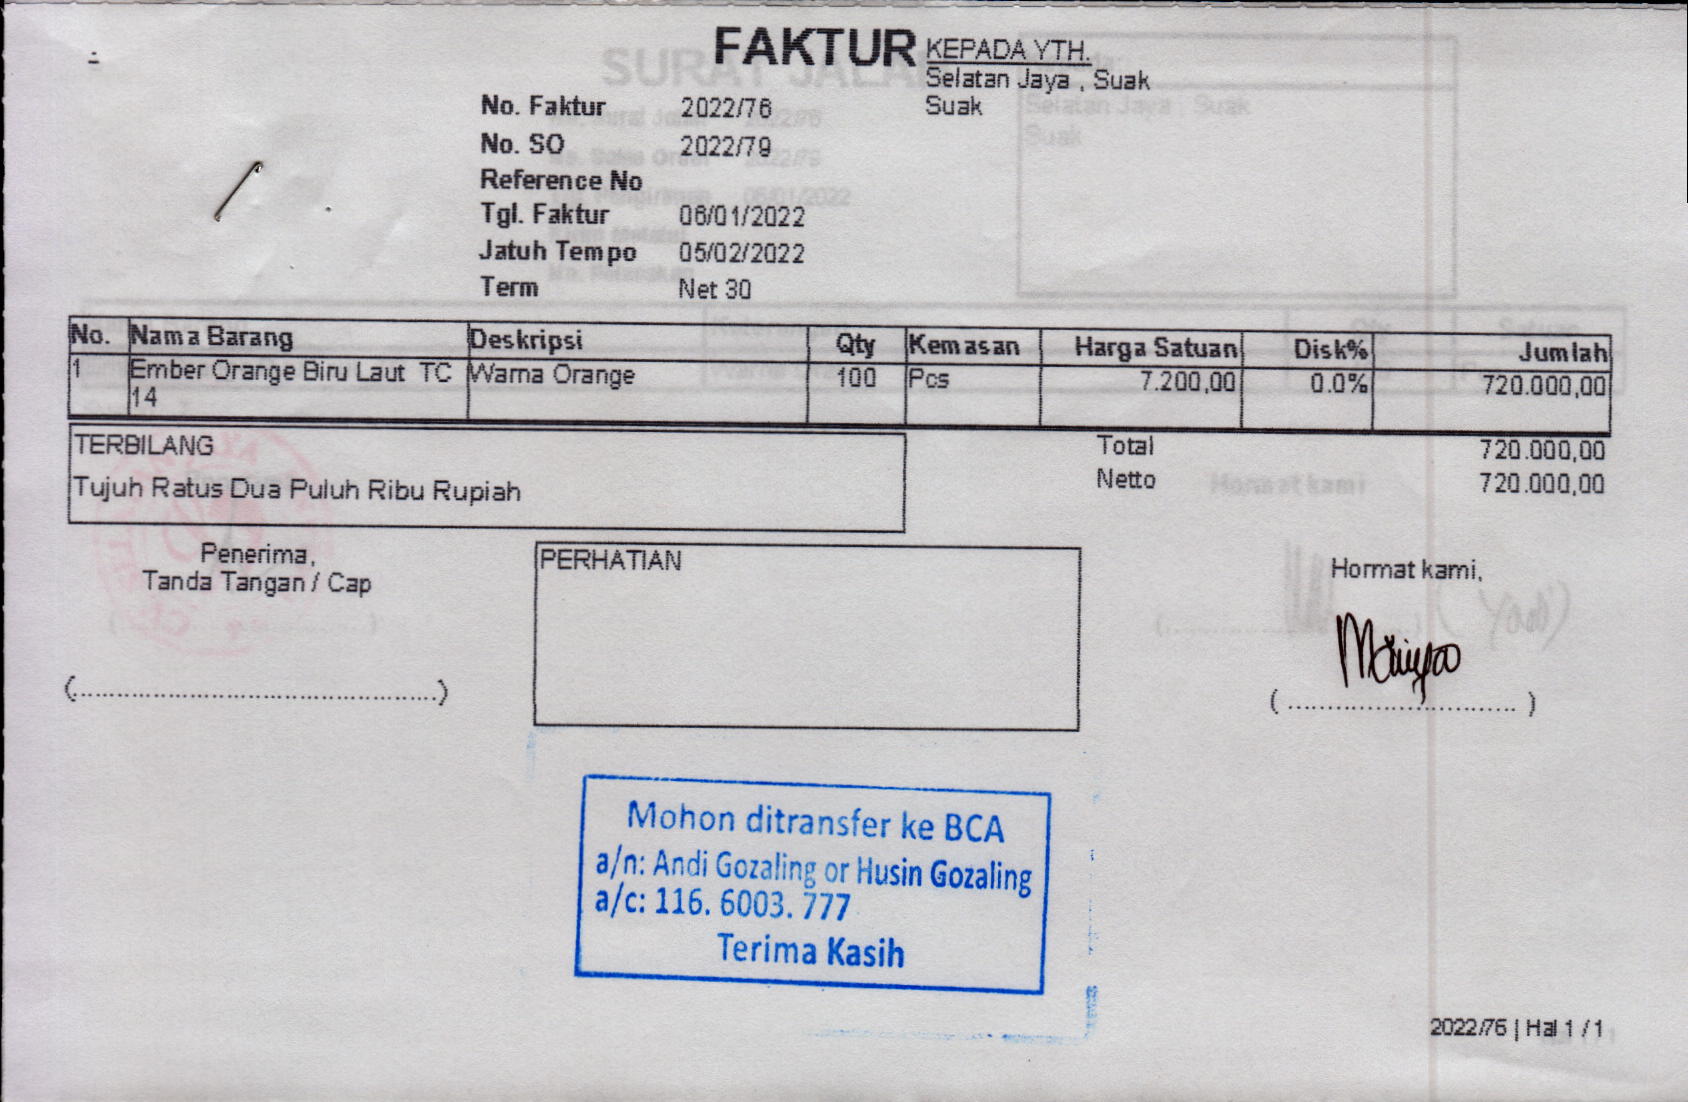 FAKTUR
KEPADA YTH.
Selatan Jaya , Suak
Suak
No. Faktur 2022/76
No. SO 2022/79
Reference No
Tgl. Faktur 06/01/2022
Jatuh Tempo 05/02/2022
Term Net 30
No. Nama Barang Deskripsi Qty Kemasan Harga Satuan Disk% Jumlah
1 Ember Orange Biru Laut TC Warna Orange 100 Pcs 7.200,00 0.0% 720.000,00
14
TERBILANG
Tujuh Ratus Dua Puluh Ribu Rupiah
Total 720.000,00
Netto 720.000,00
Penerima,
Tanda Tangan / Cap
(..........................................)
PERHATIAN
Hormat kami,
( ............................ )
Mohon ditransfer ke BCA
a/n: Andi Gozaling or Husin Gozaling
a/c: 116. 6003. 777
Terima Kasih
2022/76 | Hal 1 / 1